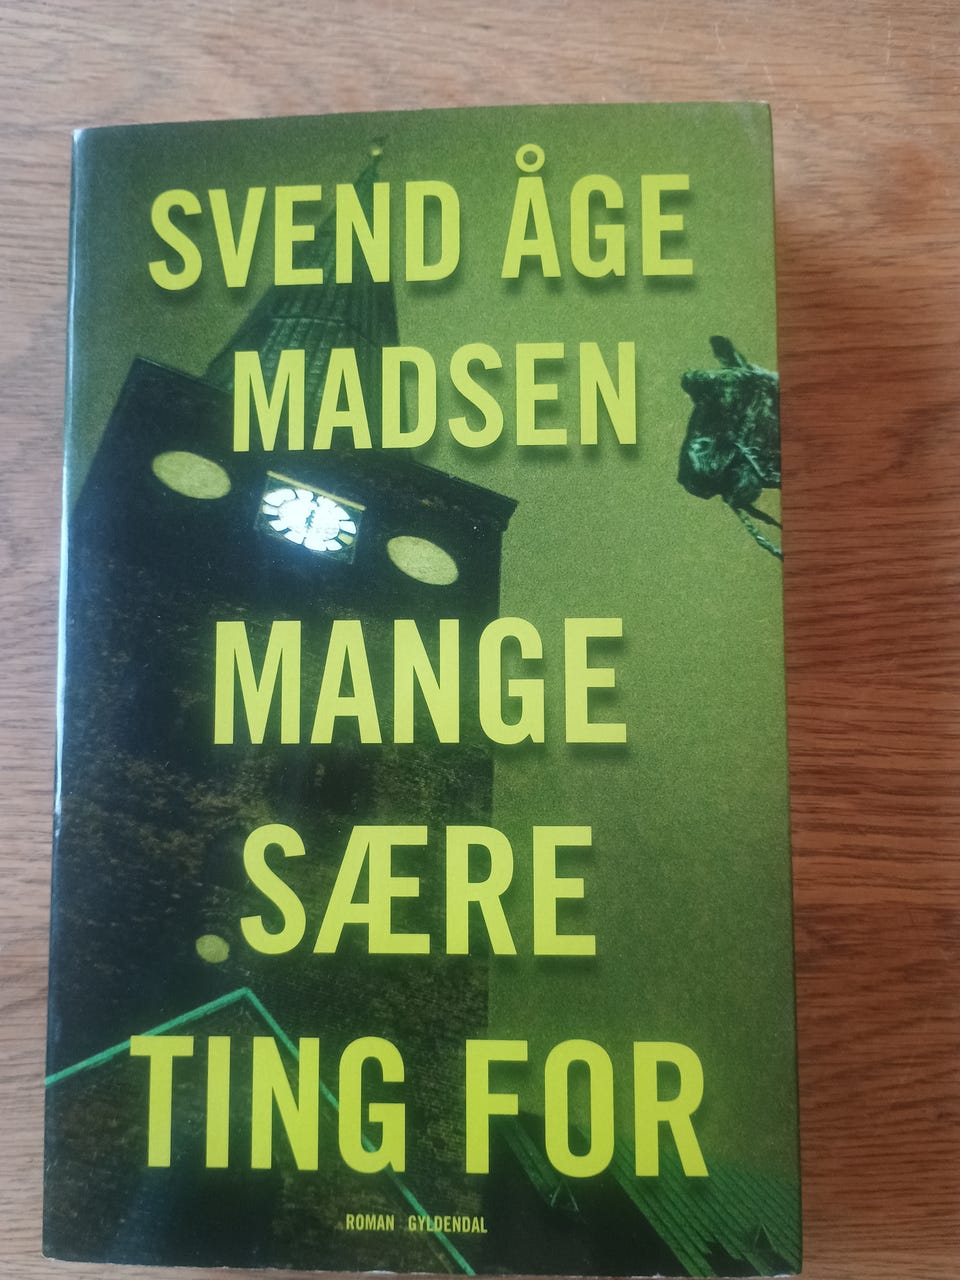 SVEND ÅGE
MADSEN
MANGE
SÆRE
TING FOR
ROMAN GYLDENDAL